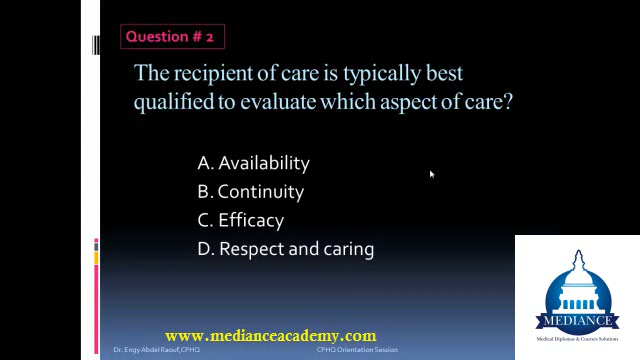 Question # 2
The recipient of care is typically best
qualified to evaluate which aspect of care?
A. Availability
B. Continuity
C. Efficacy
D. Respect and caring
MEDIANCE
Medical Diplomas & Courses Solutions
www.medianceacademy.com
Dr. Engy Abdel Raouf,CPHQ
CPHQ Orientation Session